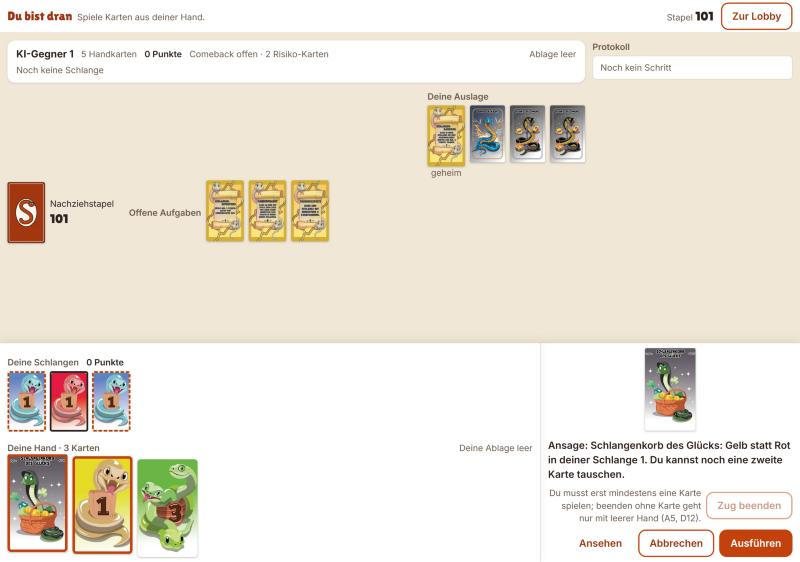 Du bist dran Spiele Karten aus deiner Hand.
Stapel 101 Zur Lobby
KI-Gegner 1 5 Handkarten 0 Punkte Comeback offen · 2 Risiko-Karten Ablage leer
Noch keine Schlange
Protokoll
Noch kein Schritt
Deine Auslage
geheim
S
Nachziehstapel
101
Offene Aufgaben
Deine Schlangen 0 Punkte
1 1 1
Deine Hand · 3 Karten Deine Ablage leer
SCHLANGENKORB
DES GLÜCKS
1
3
Ansage: Schlangenkorb des Glücks: Gelb statt Rot
in deiner Schlange 1. Du kannst noch eine zweite
Karte tauschen.
Du musst erst mindestens eine Karte
spielen; beenden ohne Karte geht
nur mit leerer Hand (A5, D12).
Zug beenden
Ansehen Abbrechen Ausführen